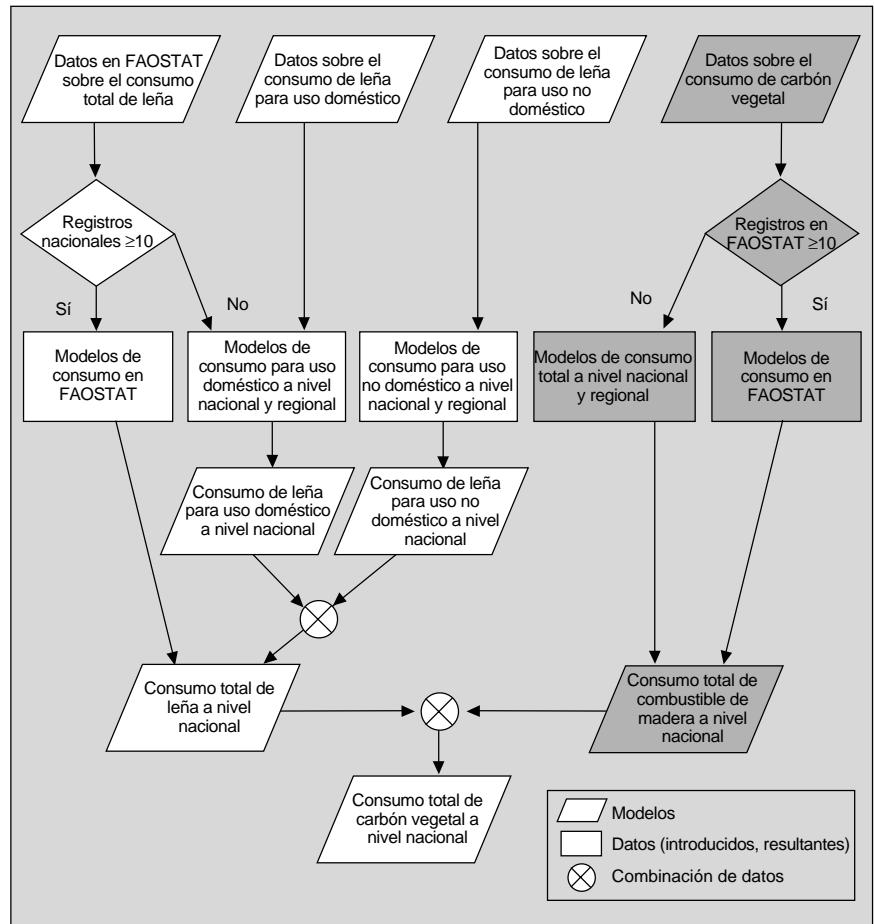 Datos en FAOSTAT
sobre el consumo
total de leña
Datos sobre el
consumo de leña
para uso doméstico
Datos sobre el
consumo de leña
para uso no
doméstico
Datos sobre el
consumo de carbón
vegetal
Registros
nacionales ≥10
Registros en
FAOSTAT ≥10
Sí
No
No
Sí
Modelos de
consumo en
FAOSTAT
Modelos de
consumo para uso
doméstico a nivel
nacional y regional
Modelos de
consumo para uso
no doméstico a nivel
nacional y regional
Modelos de consumo
total a nivel nacional
y regional
Modelos de
consumo en
FAOSTAT
Consumo de leña
para uso doméstico
a nivel nacional
Consumo de leña
para uso no
doméstico a nivel
nacional
Consumo total de
leña a nivel
nacional
Consumo total de
combustible de
madera a nivel
nacional
Consumo total de
carbón vegetal a
nivel nacional
Modelos
Datos (introducidos, resultantes)
Combinación de datos